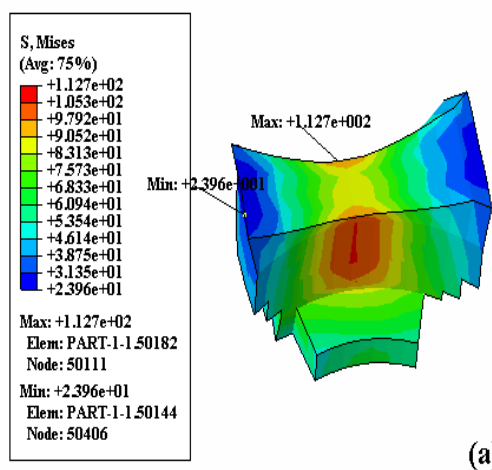 S, Mises
(Avg: 75%)
+1.127e+02
+1.053e+02
+9.792e+01
+9.052e+01
+8.313e+01
+7.573e+01
+6.833e+01
+6.094e+01
+5.354e+01
+4.614e+01
+3.875e+01
+3.135e+01
+2.396e+01
Max: +1.127e+02
Elem: PART-1-1.50182
Node: 50111
Min: +2.396e+01
Elem: PART-1-1.50144
Node: 50406
Max: +1.127e+002
Min: +2.396e+001
(a)